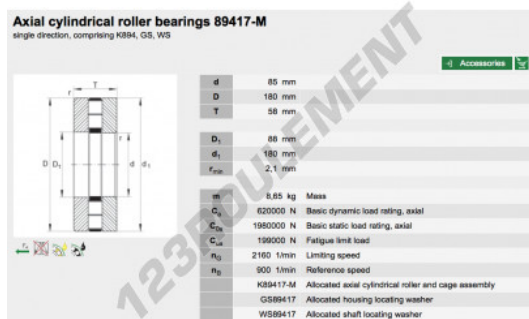 Axial cylindrical roller bearings 89417-M
single direction, comprising K894, GS, WS
Accessories
T
r
r
D D₁ d d₁
d 85 mm
D 180 mm
T 58 mm
D₁ 88 mm
d₁ 180 mm
rmin 2,1 mm
m 8,65 kg Mass
Ca 620000 N Basic dynamic load rating, axial
C0a 1980000 N Basic static load rating, axial
Cua 199000 N Fatigue limit load
nG 2160 1/min Limiting speed
nB 900 1/min Reference speed
K89417-M Allocated axial cylindrical roller and cage assembly
GS89417 Allocated housing locating washer
WS89417 Allocated shaft locating washer
123ROULEMENT